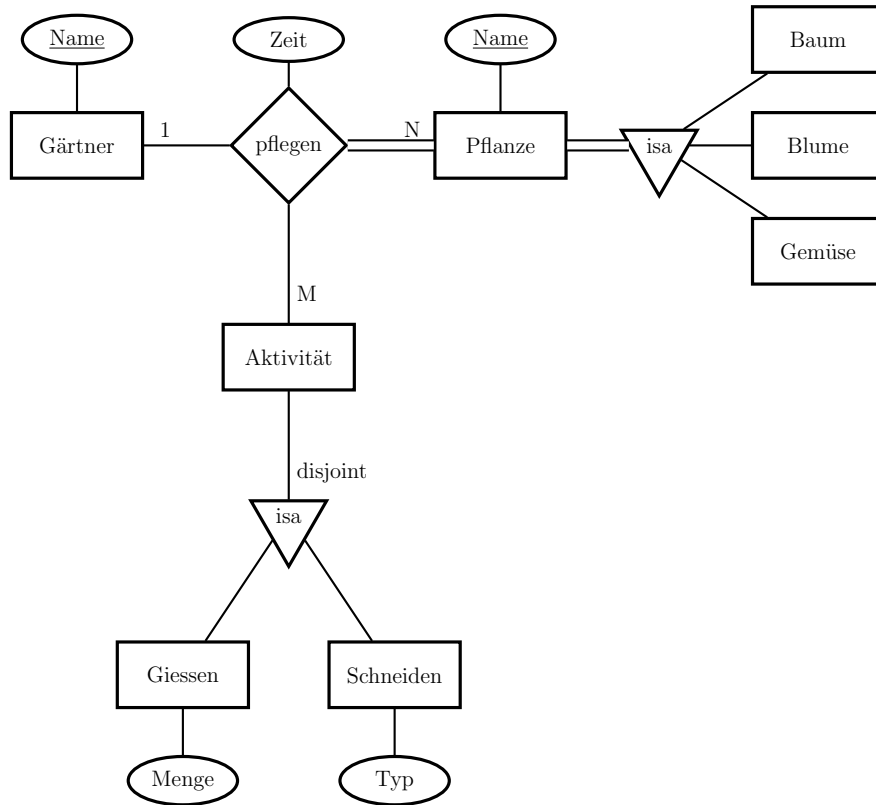 Name
Zeit
Name
Baum
Gärtner
1
pflegen
N
Pflanze
isa
Blume
Gemüse
M
Aktivität
disjoint
isa
Giessen
Schneiden
Menge
Typ